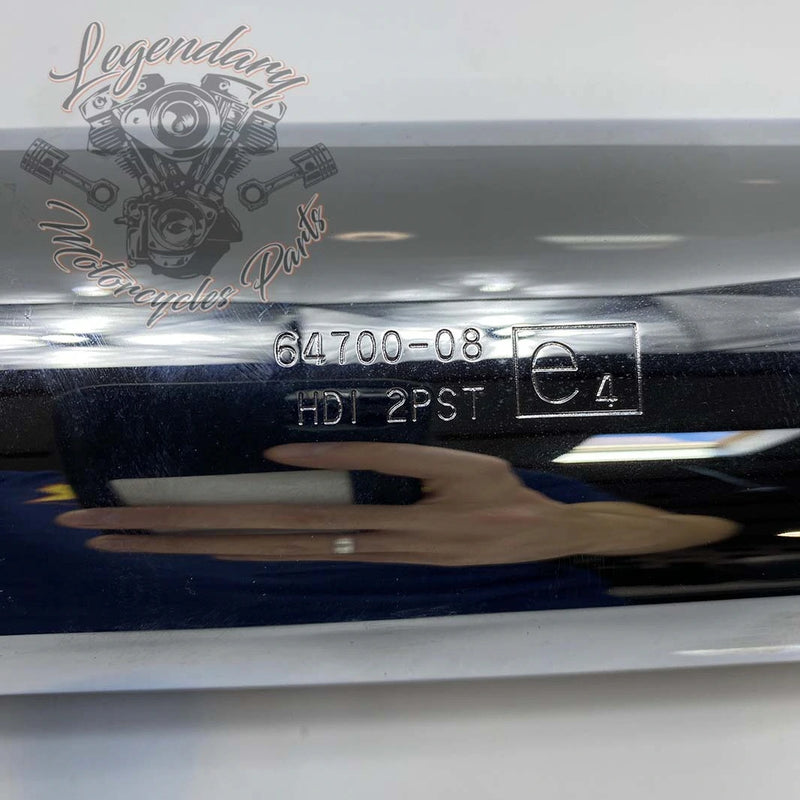 Legendary
Motorcycles Parts
64700-08
HDI 2PST
e4